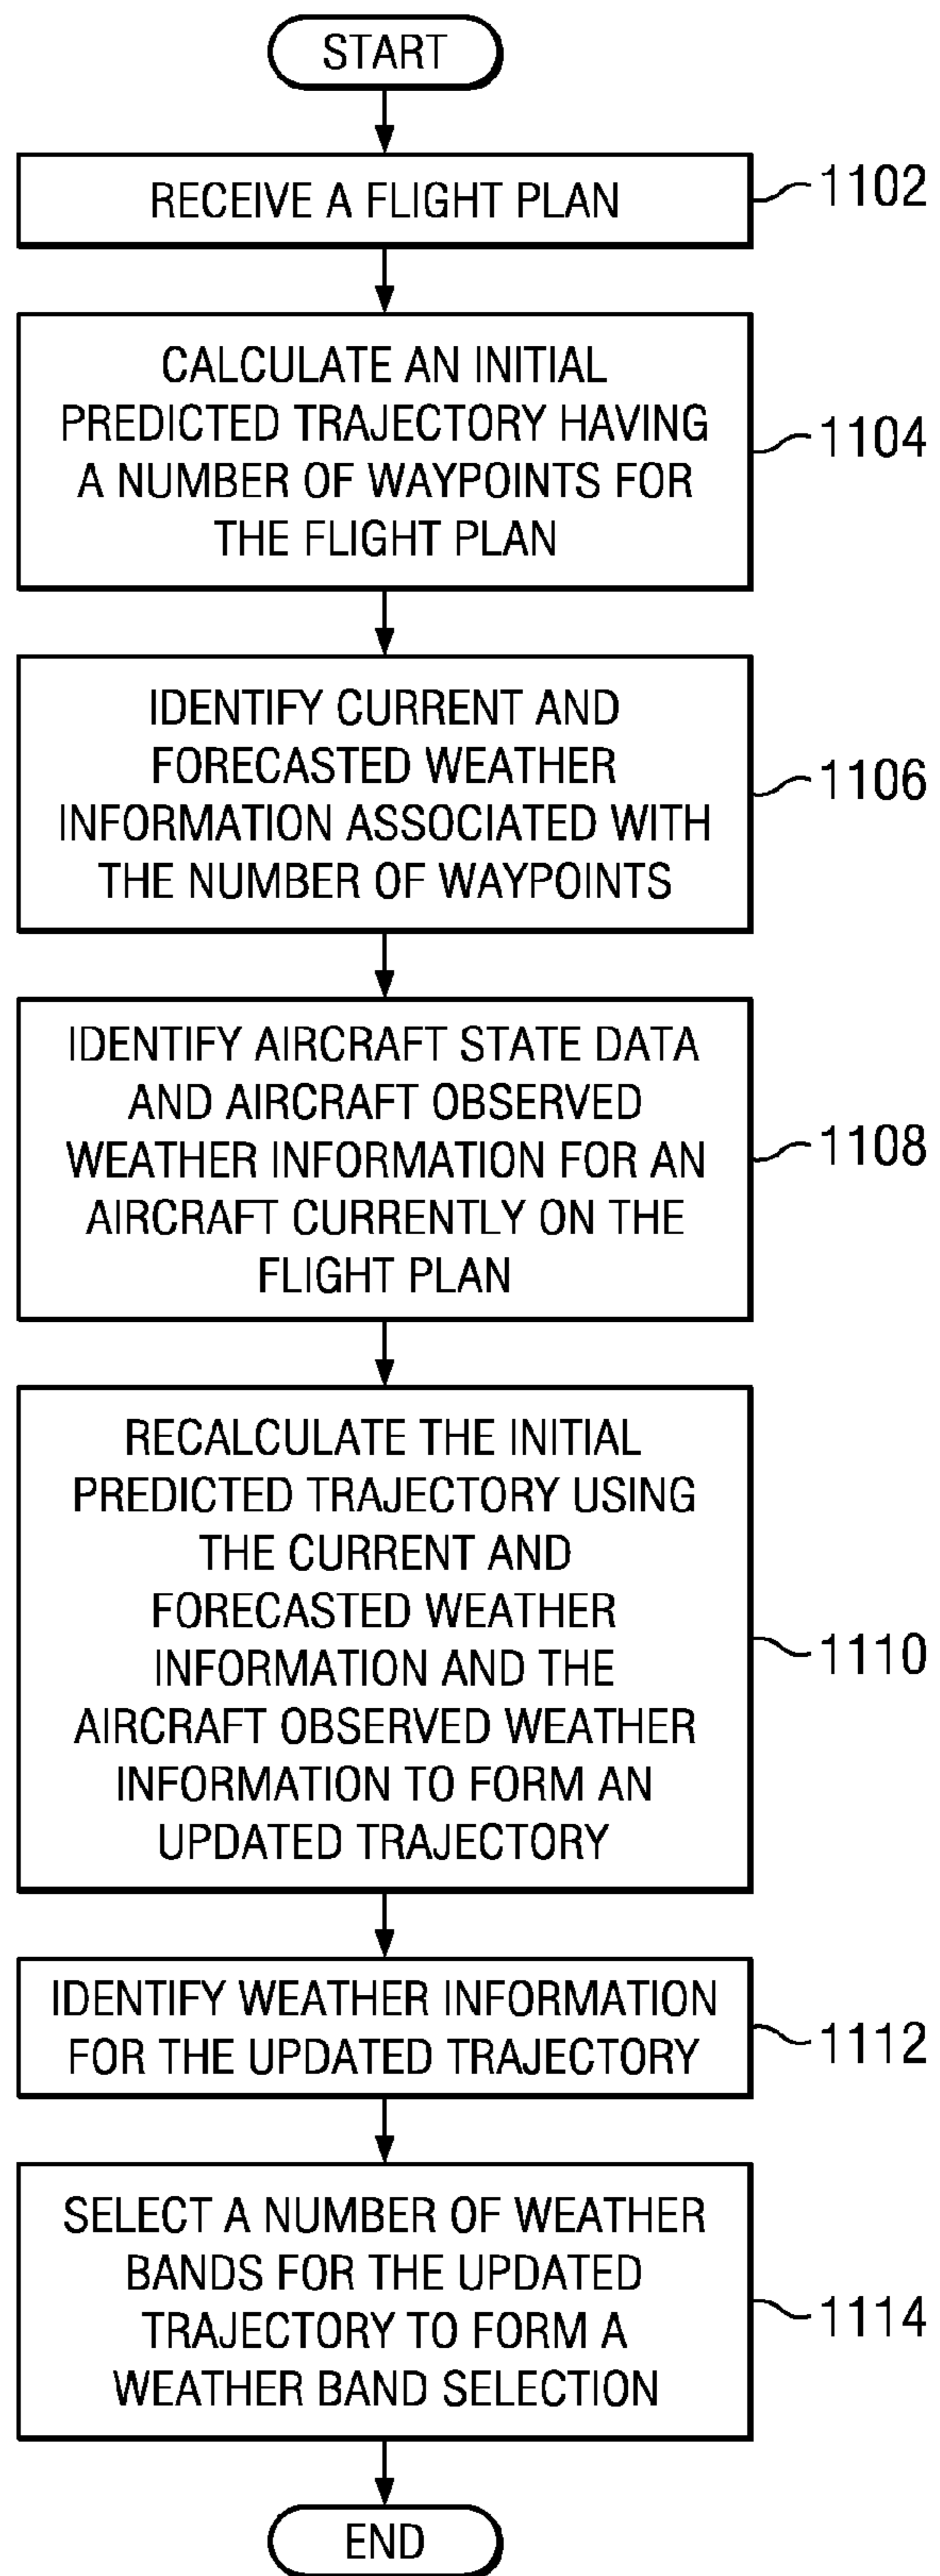 START
RECEIVE A FLIGHT PLAN
1102
CALCULATE AN INITIAL
PREDICTED TRAJECTORY HAVING
A NUMBER OF WAYPOINTS FOR
THE FLIGHT PLAN
1104
IDENTIFY CURRENT AND
FORECASTED WEATHER
INFORMATION ASSOCIATED WITH
THE NUMBER OF WAYPOINTS
1106
IDENTIFY AIRCRAFT STATE DATA
AND AIRCRAFT OBSERVED
WEATHER INFORMATION FOR AN
AIRCRAFT CURRENTLY ON THE
FLIGHT PLAN
1108
RECALCULATE THE INITIAL
PREDICTED TRAJECTORY USING
THE CURRENT AND
FORECASTED WEATHER
INFORMATION AND THE
AIRCRAFT OBSERVED WEATHER
INFORMATION TO FORM AN
UPDATED TRAJECTORY
1110
IDENTIFY WEATHER INFORMATION
FOR THE UPDATED TRAJECTORY
1112
SELECT A NUMBER OF WEATHER
BANDS FOR THE UPDATED
TRAJECTORY TO FORM A
WEATHER BAND SELECTION
1114
END